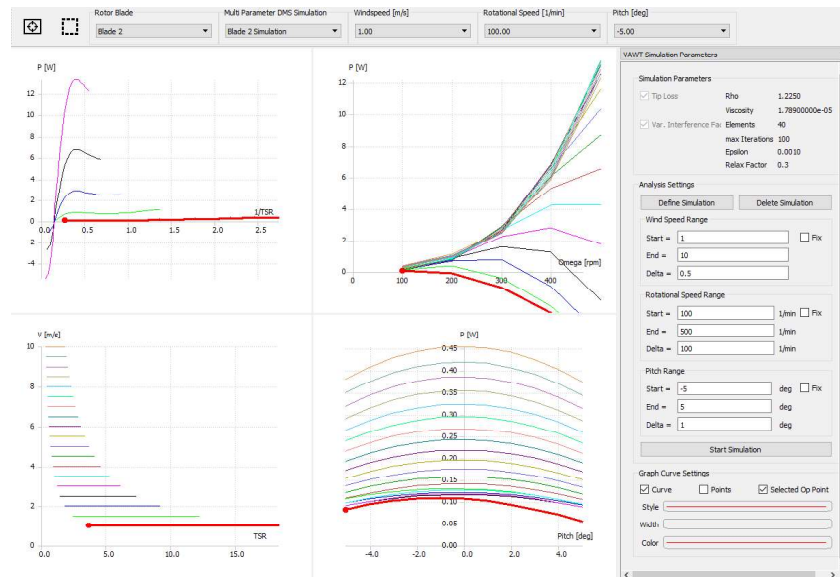 Rotor Blade
Multi Parameter DMS Simulation
Windspeed [m/s]
Rotational Speed [1/min]
Pitch [deg]
Blade 2
Blade 2 Simulation
1.00
100.00
-5.00
P [W]
12
10
8
6
4
2
0
-2
-4
0.0
0.5
1.0
1.5
2.0
2.5
1/TSR
P [W]
12
10
8
6
4
2
0
0
100
200
300
400
Omega [rpm]
V [m/s]
10
8
6
4
2
0
0.0
5.0
10.0
15.0
TSR
P [W]
0.45
0.40
0.35
0.30
0.25
0.20
0.15
0.10
0.05
0.00
-4.0
-2.0
0.0
2.0
4.0
Pitch [deg]
VAWT Simulation Parameters
Simulation Parameters
Tip Loss
Rho 1.2250
Viscosity 1.78900000e-05
Var. Interference Fac Elements 40
max Iterations 100
Epsilon 0.0010
Relax Factor 0.3
Analysis Settings
Define Simulation
Delete Simulation
Wind Speed Range
Start = 1 Fix
End = 10
Delta = 0.5
Rotational Speed Range
Start = 100 1/min Fix
End = 500 1/min
Delta = 100 1/min
Pitch Range
Start = -5 deg Fix
End = 5 deg
Delta = 1 deg
Start Simulation
Graph Curve Settings
Curve
Points
Selected Op Point
Style
Width
Color